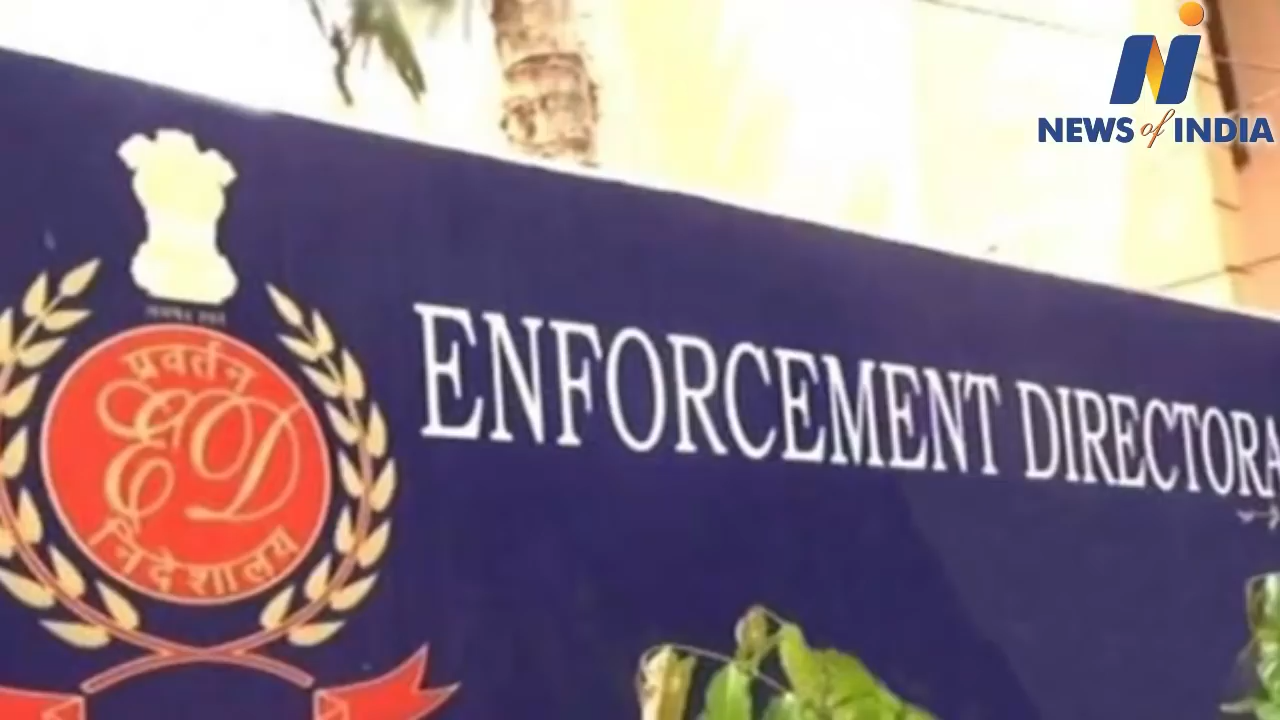 NEWS of INDIA
ENFORCEMENT DIRECTORA
प्रवर्तन
ED
निदेशालय